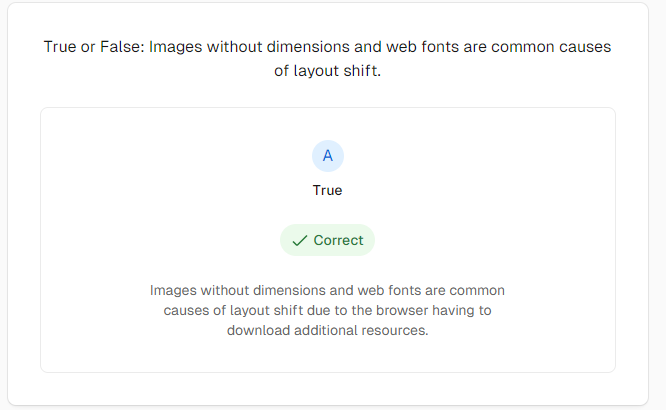 True or False: Images without dimensions and web fonts are common causes
of layout shift.
A
True
Correct
Images without dimensions and web fonts are common
causes of layout shift due to the browser having to
download additional resources.